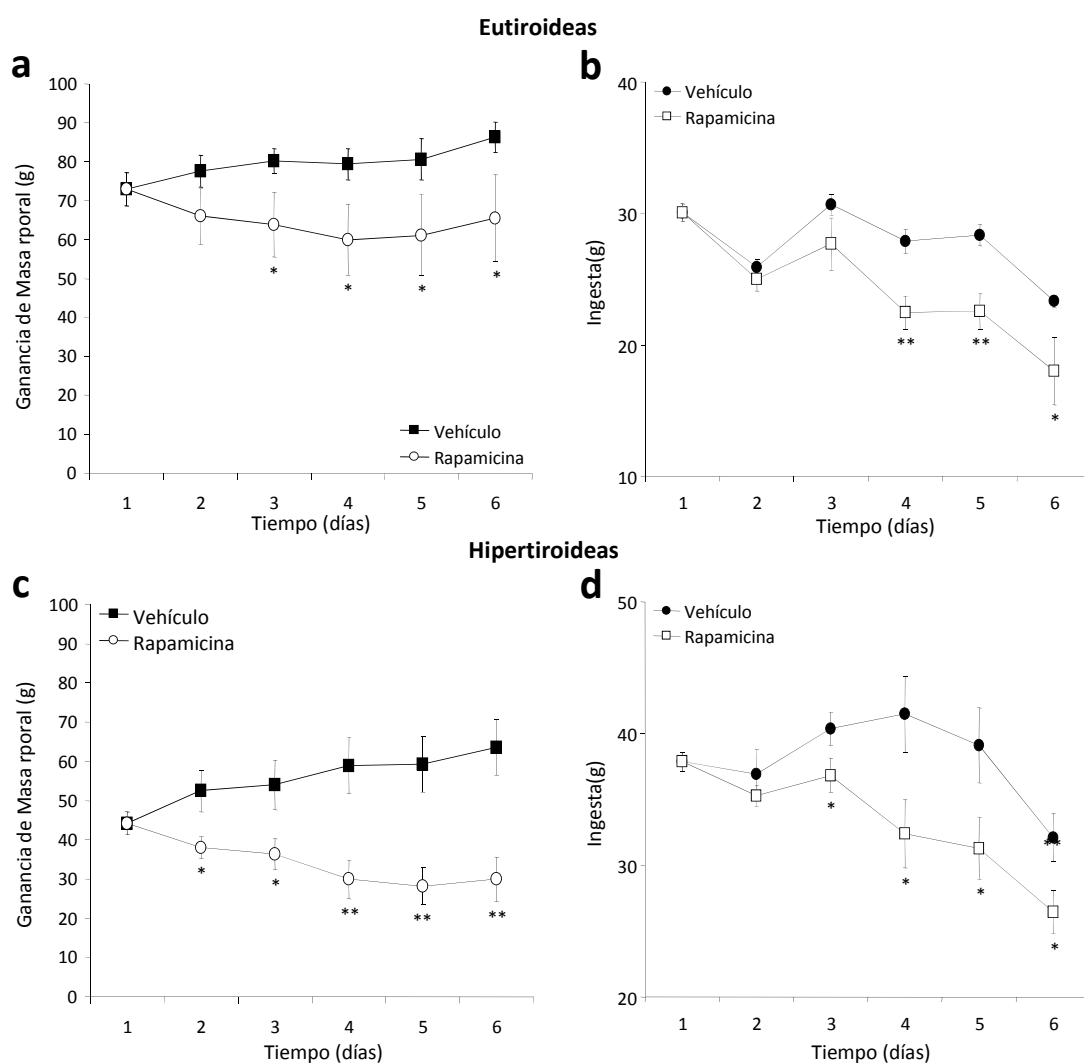 Eutiroideas
a
Ganancia de Masa rporal (g)
100
90
80
70
60
50
40
30
20
10
0
Vehículo
Rapamicina
*
*
*
*
1 2 3 4 5 6
Tiempo (días)
b
Ingesta(g)
40
30
20
10
Vehículo
Rapamicina
**
**
*
1 2 3 4 5 6
Tiempo (días)
Hipertiroideas
c
Ganancia de Masa rporal (g)
100
90
80
70
60
50
40
30
20
10
0
Vehículo
Rapamicina
*
*
**
**
**
1 2 3 4 5 6
Tiempo (días)
d
Ingesta(g)
50
40
30
20
Vehículo
Rapamicina
*
*
*
**
*
1 2 3 4 5 6
Tiempo (días)